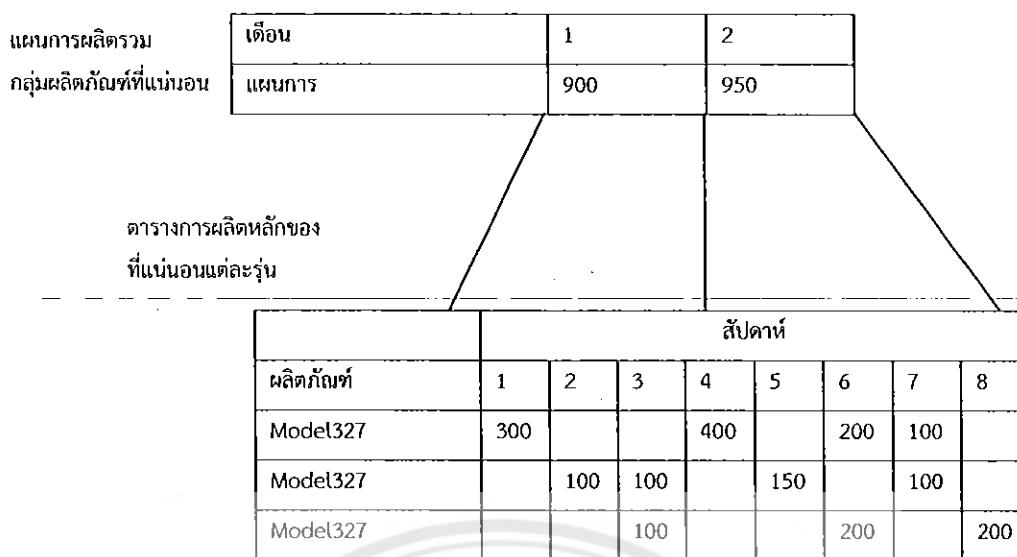 แผนการผลิตรวม
กลุ่มผลิตภัณฑ์ที่แน่นอน
เดือน 1 2
แผนการ 900 950
ตารางการผลิตหลักของ
ที่แน่นอนแต่ละรุ่น
สัปดาห์
ผลิตภัณฑ์ 1 2 3 4 5 6 7 8
Model327 300 400 200 100
Model327 100 100 150 100
Model327 100 200 200